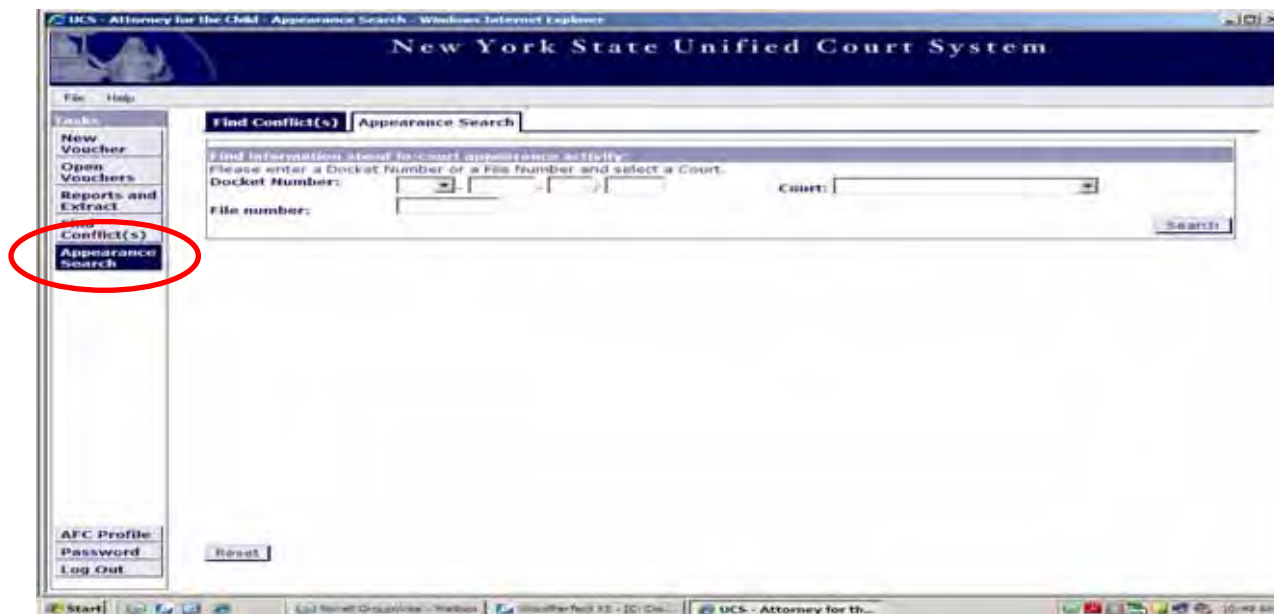 UCS - Attorney for the Child - Appearance Search - Windows Internet Explorer
New York State Unified Court System
File Help
Tasks
Find Conflict(s) Appearance Search
New
Voucher
Open
Vouchers
Reports and
Extract
Find
Conflict(s)
Appearance
Search
Find information about in-court appearance activity
Please enter a Docket Number or a File Number and select a Court.
Docket Number: - - / Court:
File number:
Search
AFC Profile
Password
Log Out
Reset
Start UCS - Attorney for th...